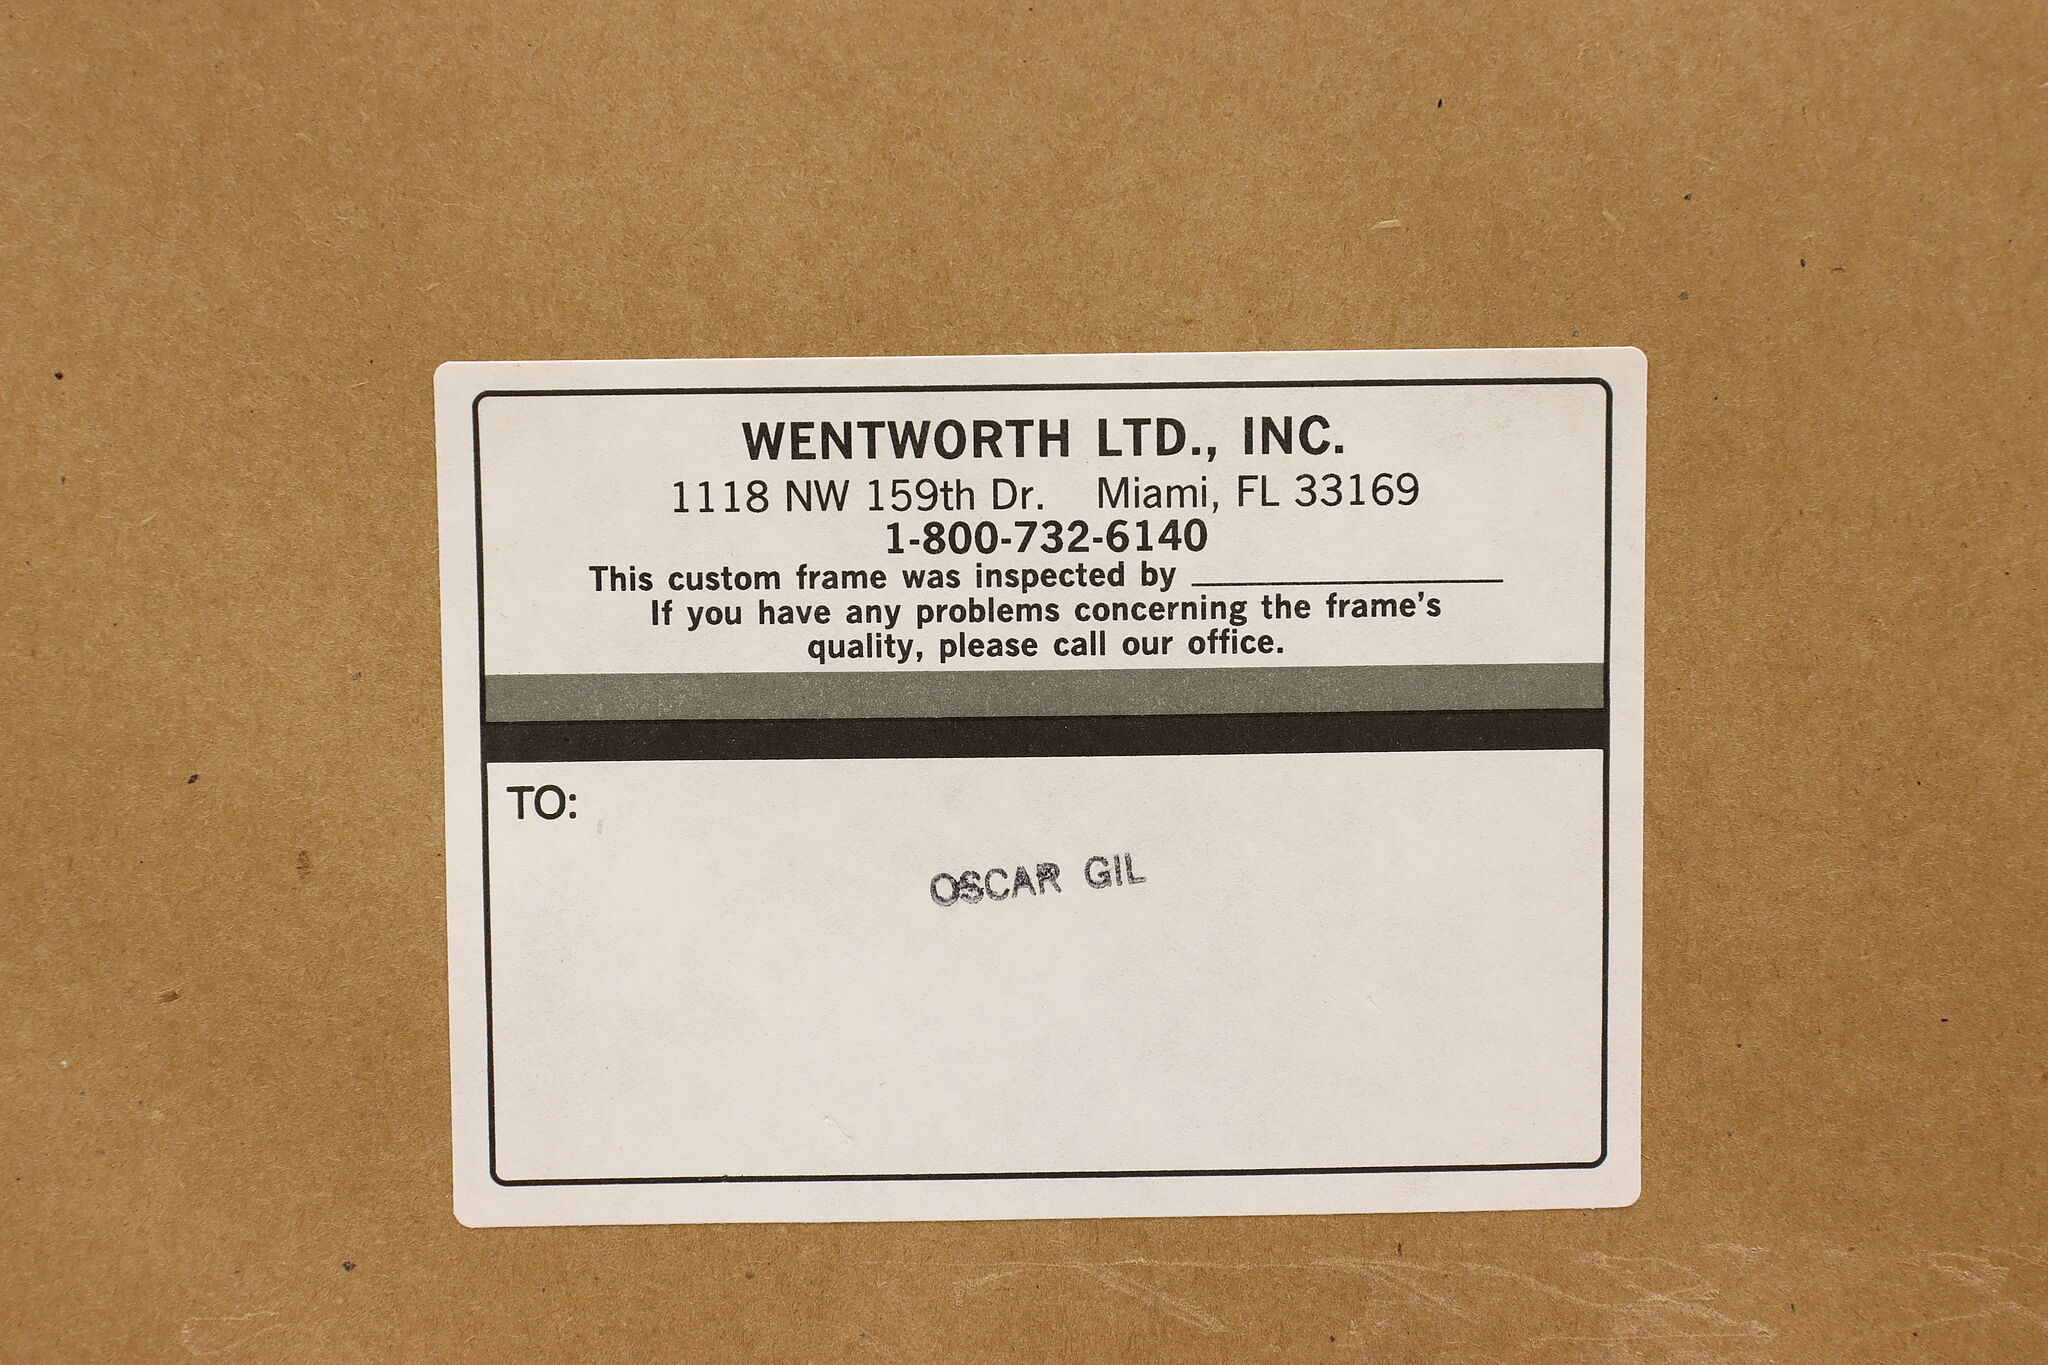 WENTWORTH LTD., INC.
1118 NW 159th Dr. Miami, FL 33169
1-800-732-6140
This custom frame was inspected by
If you have any problems concerning the frame's
quality, please call our office.
TO:
OSCAR GIL